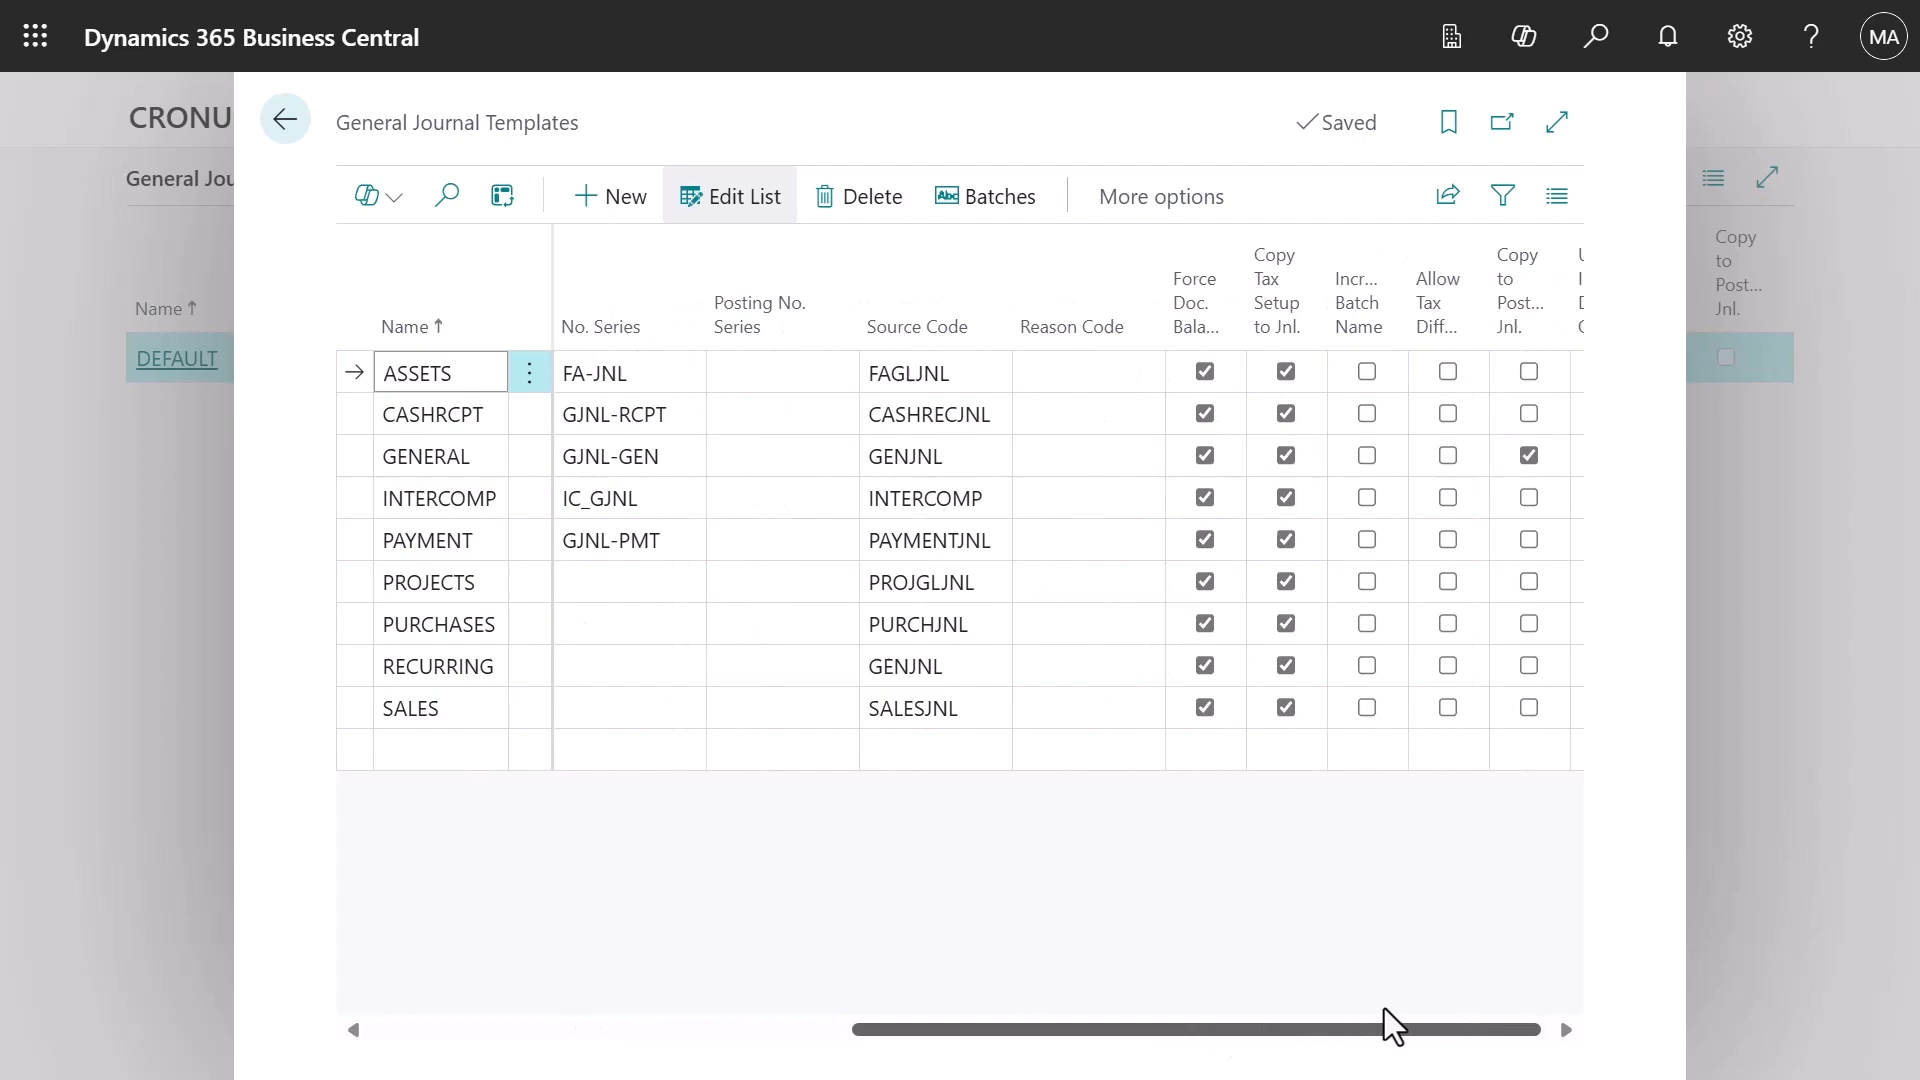 Dynamics 365 Business Central
MA
CRONU
General Journal Templates
Saved
General Jou
New
Edit List
Delete
Batches
More options
Name
Copy
to
Post...
Jnl.
DEFAULT
Name
No. Series
Posting No.
Series
Source Code
Reason Code
Force
Doc.
Bala...
Copy
Tax
Setup
to Jnl.
Incr...
Batch
Name
Allow
Tax
Diff...
Copy
to
Post...
Jnl.
ASSETS FA-JNL FAGLJNL
CASHRCPT GJNL-RCPT CASHRECJNL
GENERAL GJNL-GEN GENJNL
INTERCOMP IC_GJNL INTERCOMP
PAYMENT GJNL-PMT PAYMENTJNL
PROJECTS PROJGLJNL
PURCHASES PURCHJNL
RECURRING GENJNL
SALES SALESJNL